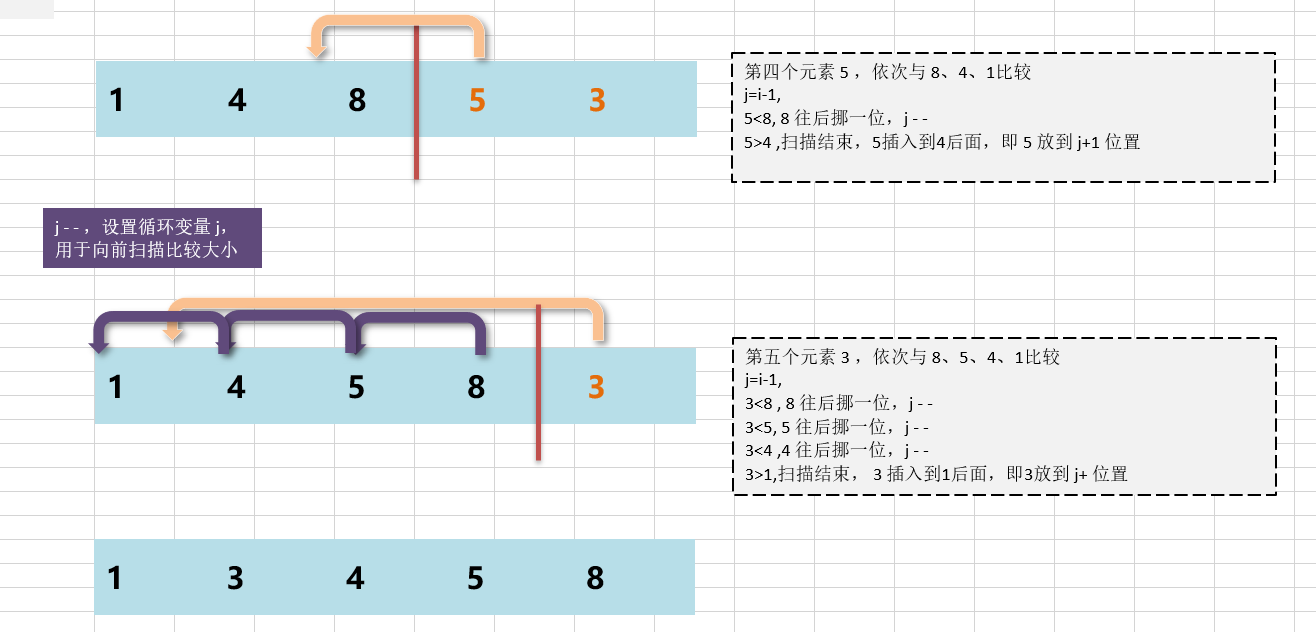 1 4 8 5 3
第四个元素 5 ，依次与 8、4、1比较
j=i-1,
5<8, 8 往后挪一位，j - -
5>4 ,扫描结束，5插入到4后面，即 5 放到 j+1 位置
j - - ，设置循环变量 j，
用于向前扫描比较大小
1 4 5 8 3
第五个元素 3 ，依次与 8、5、4、1比较
j=i-1,
3<8 , 8 往后挪一位，j - -
3<5, 5 往后挪一位，j - -
3<4 ,4 往后挪一位，j - -
3>1,扫描结束， 3 插入到1后面，即3放到 j+ 位置
1 3 4 5 8